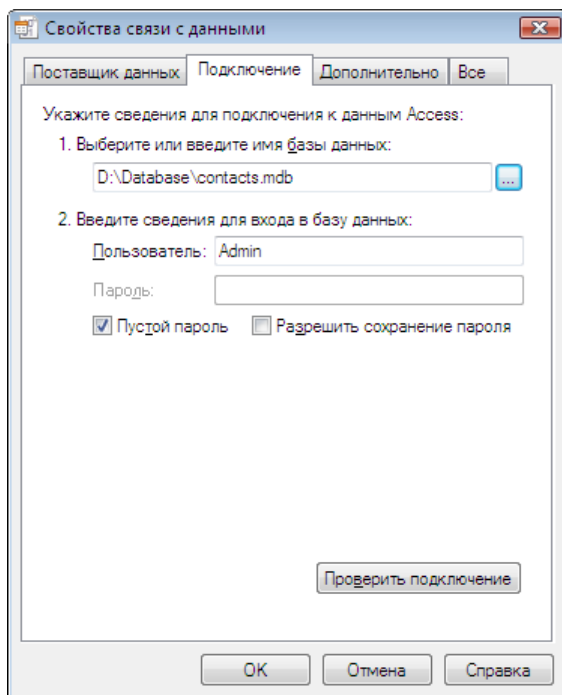 Свойства связи с данными
Поставщик данных Подключение Дополнительно Все
Укажите сведения для подключения к данным Access:
1. Выберите или введите имя базы данных:
D:\Database\contacts.mdb ...
2. Введите сведения для входа в базу данных:
Пользователь: Admin
Пароль:
Пустой пароль Разрешить сохранение пароля
Проверить подключение
OK Отмена Справка